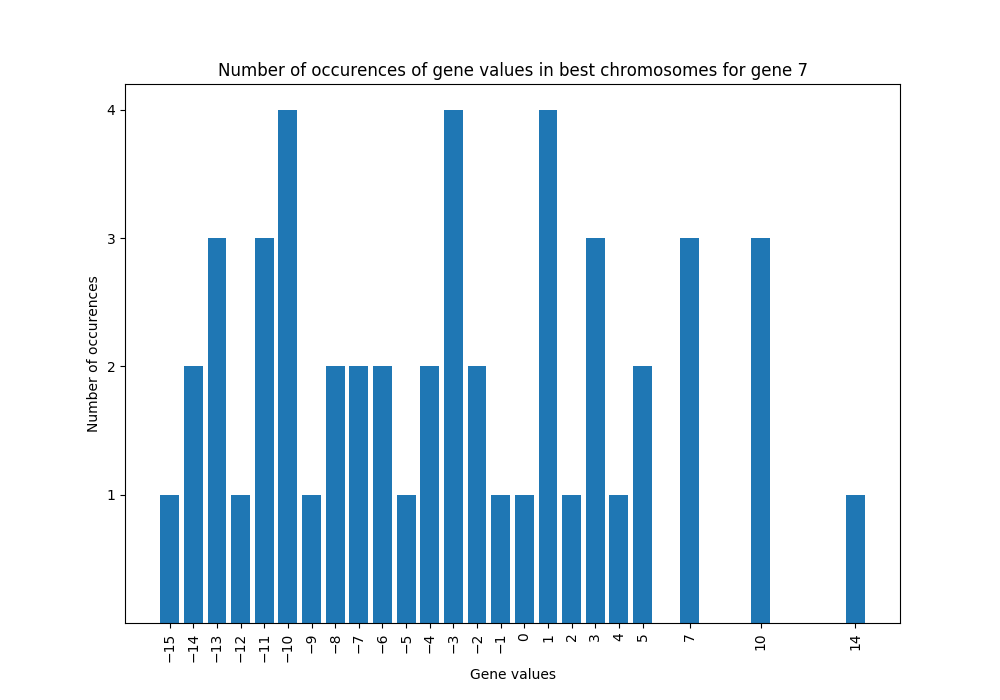 Number of occurences of gene values in best chromosomes for gene 7
Number of occurences
4
3
2
1
−15 −14 −13 −12 −11 −10 −9 −8 −7 −6 −5 −4 −3 −2 −1 0 1 2 3 4 5 7 10 14
Gene values